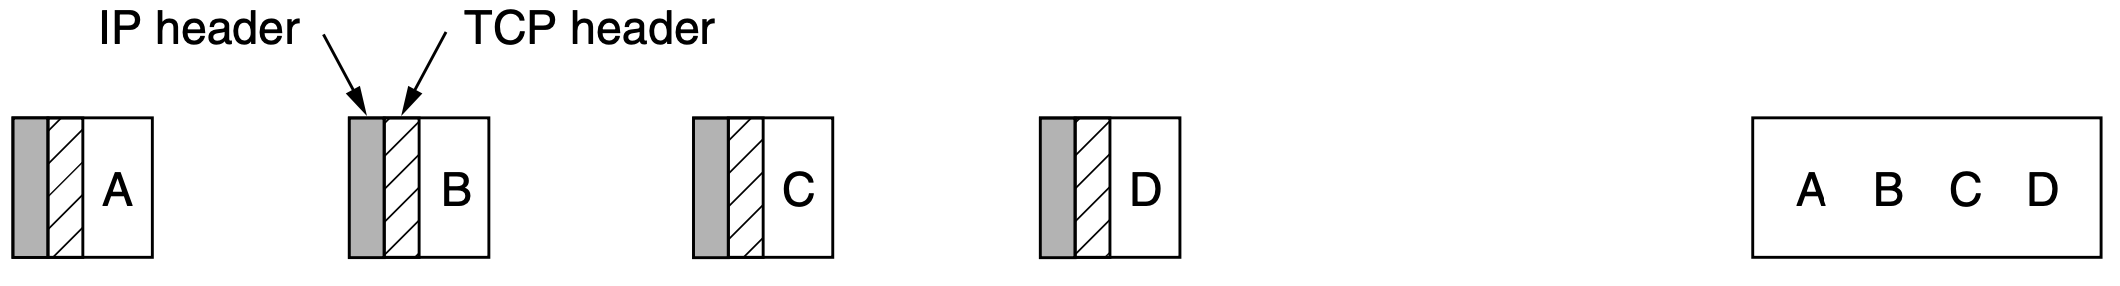 IP header TCP header
A B C D A B C D